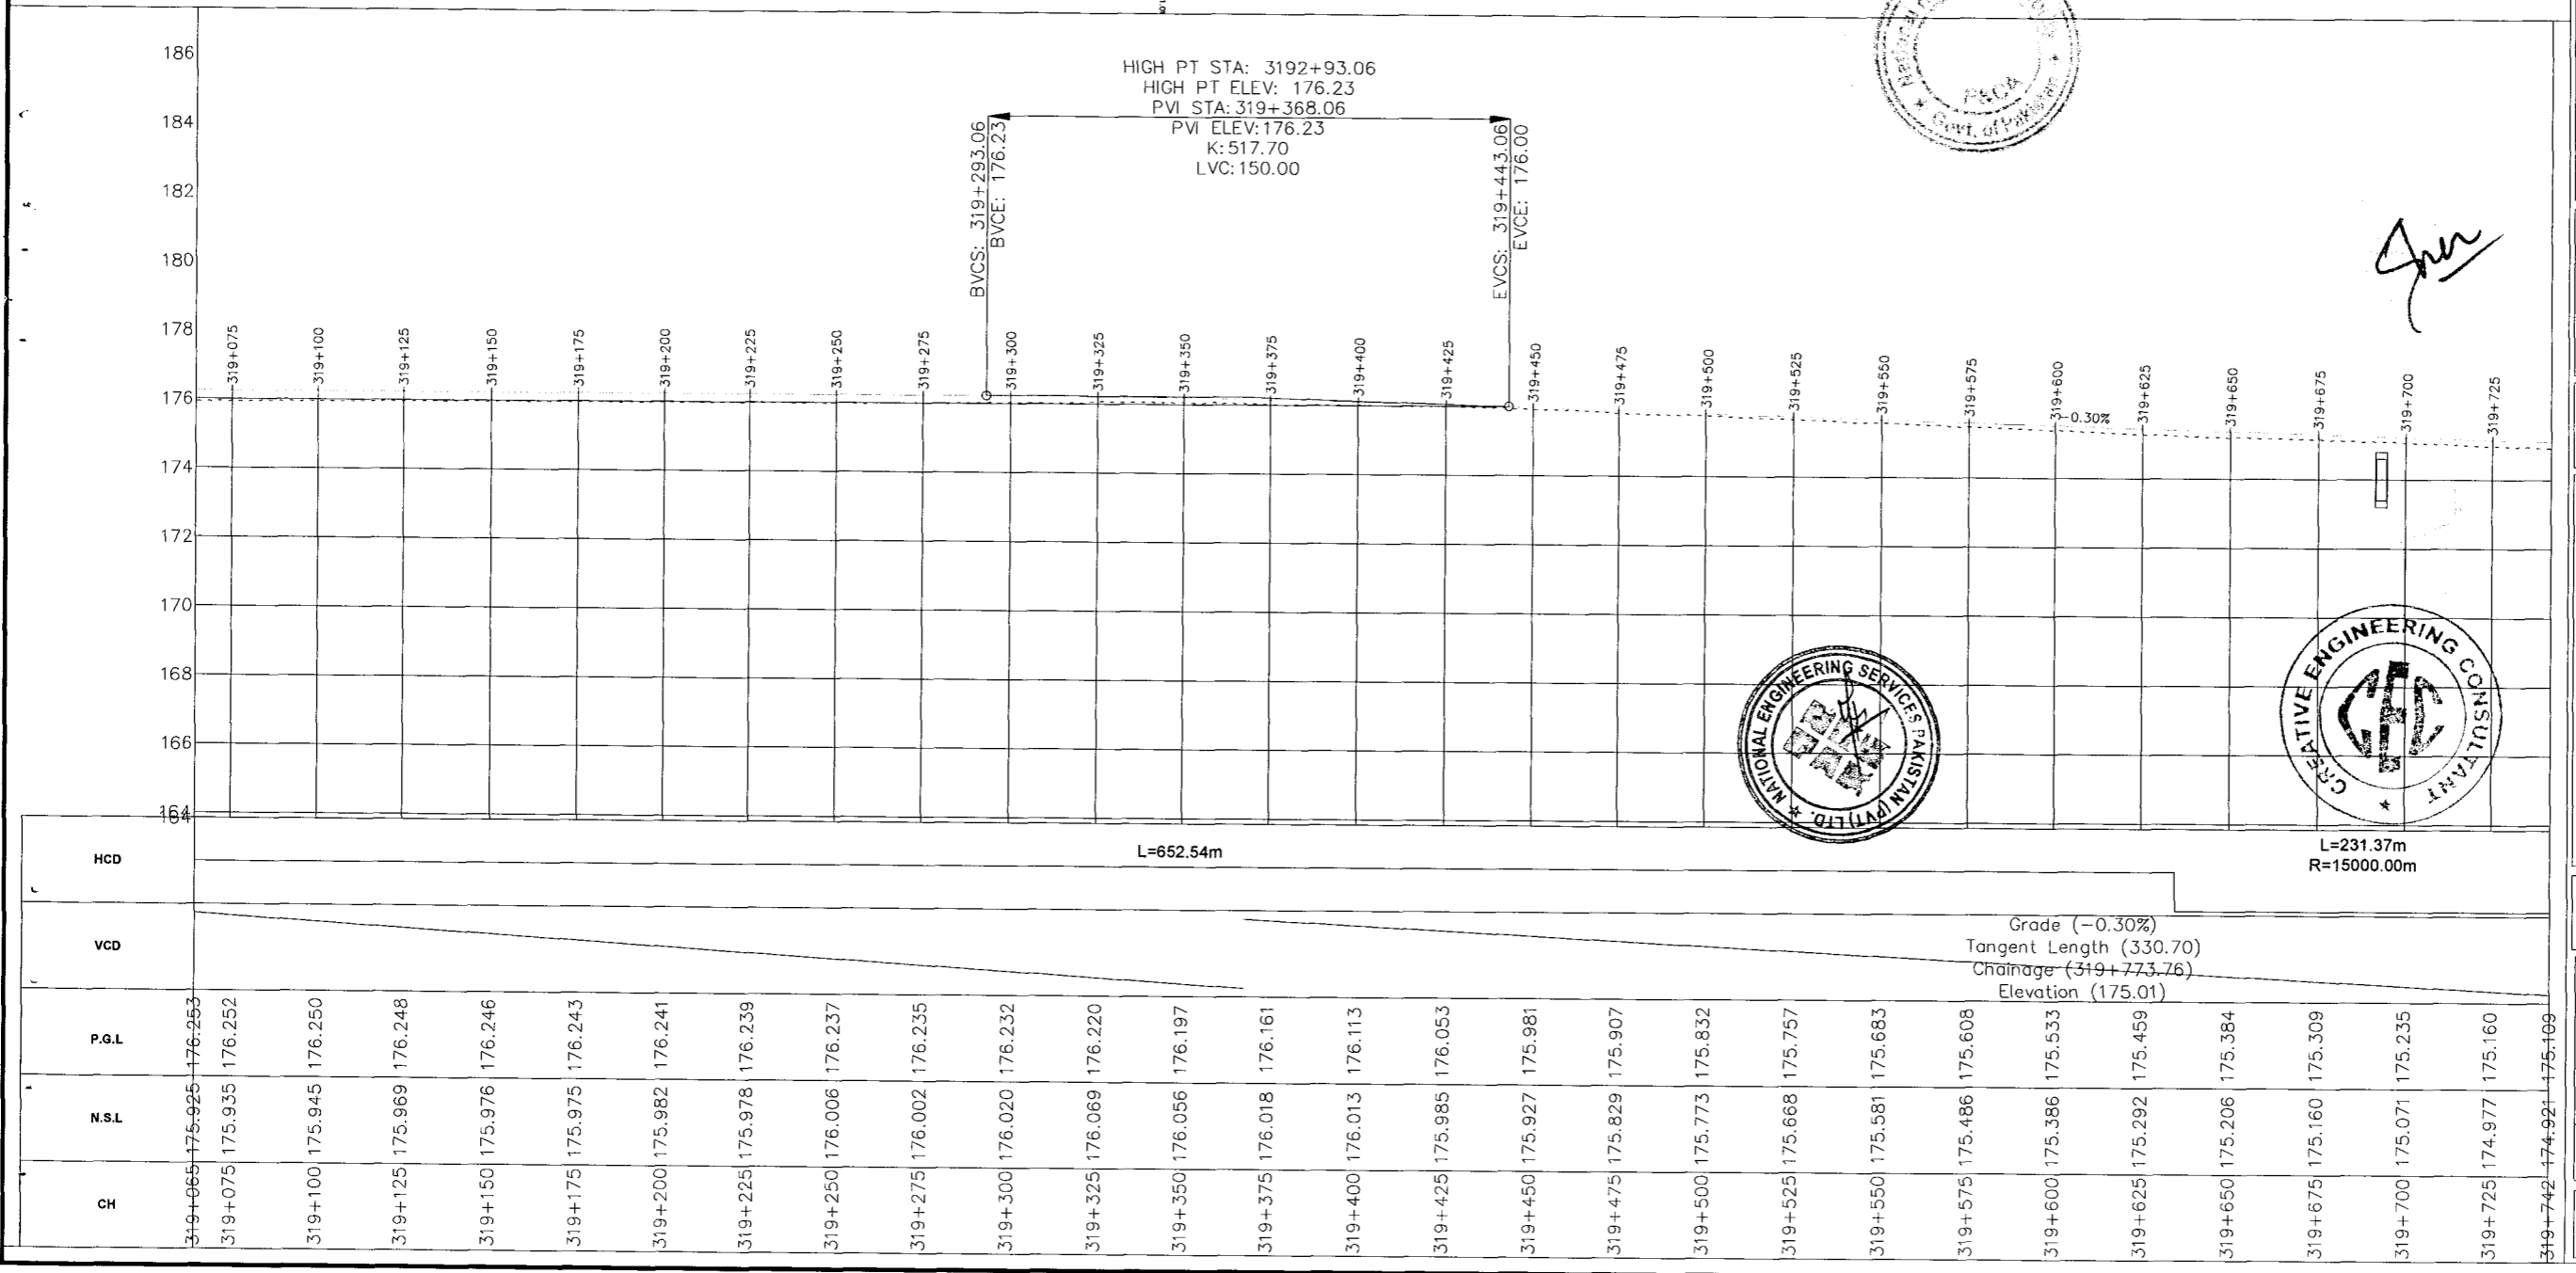 HIGH PT STA: 3192+93.06
HIGH PT ELEV: 176.23
PVI STA: 319+368.06
PVI ELEV: 176.23
K: 517.70
LVC: 150.00
BVCS: 319+293.06
BVCE: 176.23
EVCS: 319+443.06
EVCE: 176.00
186
184
182
180
178
176
174
172
170
168
166
164
164
319+075 319+100 319+125 319+150 319+175 319+200 319+225 319+250 319+275 319+300 319+325 319+350 319+375 319+400 319+425 319+450 319+475 319+500 319+525 319+550 319+575 319+600 319+625 319+650 319+675 319+700 319+725
-0.30%
P&CA
Govt. of Pakistan
NATIONAL ENGINEERING SERVICES PAKISTAN (PVT) LTD.
CREATIVE ENGINEERING CONSULTANT
CEC
HCD
L=652.54m
L=231.37m
R=15000.00m
VCD
Grade (-0.30%)
Tangent Length (330.70)
Chainage (319+773.76)
Elevation (175.01)
P.G.L 176.253 176.252 176.250 176.248 176.246 176.243 176.241 176.239 176.237 176.235 176.232 176.220 176.197 176.161 176.113 176.053 175.981 175.907 175.832 175.757 175.683 175.608 175.533 175.459 175.384 175.309 175.235 175.160 175.109
N.S.L 175.925 175.935 175.945 175.969 175.976 175.975 175.982 175.978 176.006 176.002 176.020 176.069 176.056 176.018 176.013 175.985 175.927 175.829 175.773 175.668 175.581 175.486 175.386 175.292 175.206 175.160 175.071 174.977 174.921
CH 319+065 319+075 319+100 319+125 319+150 319+175 319+200 319+225 319+250 319+275 319+300 319+325 319+350 319+375 319+400 319+425 319+450 319+475 319+500 319+525 319+550 319+575 319+600 319+625 319+650 319+675 319+700 319+725 319+742